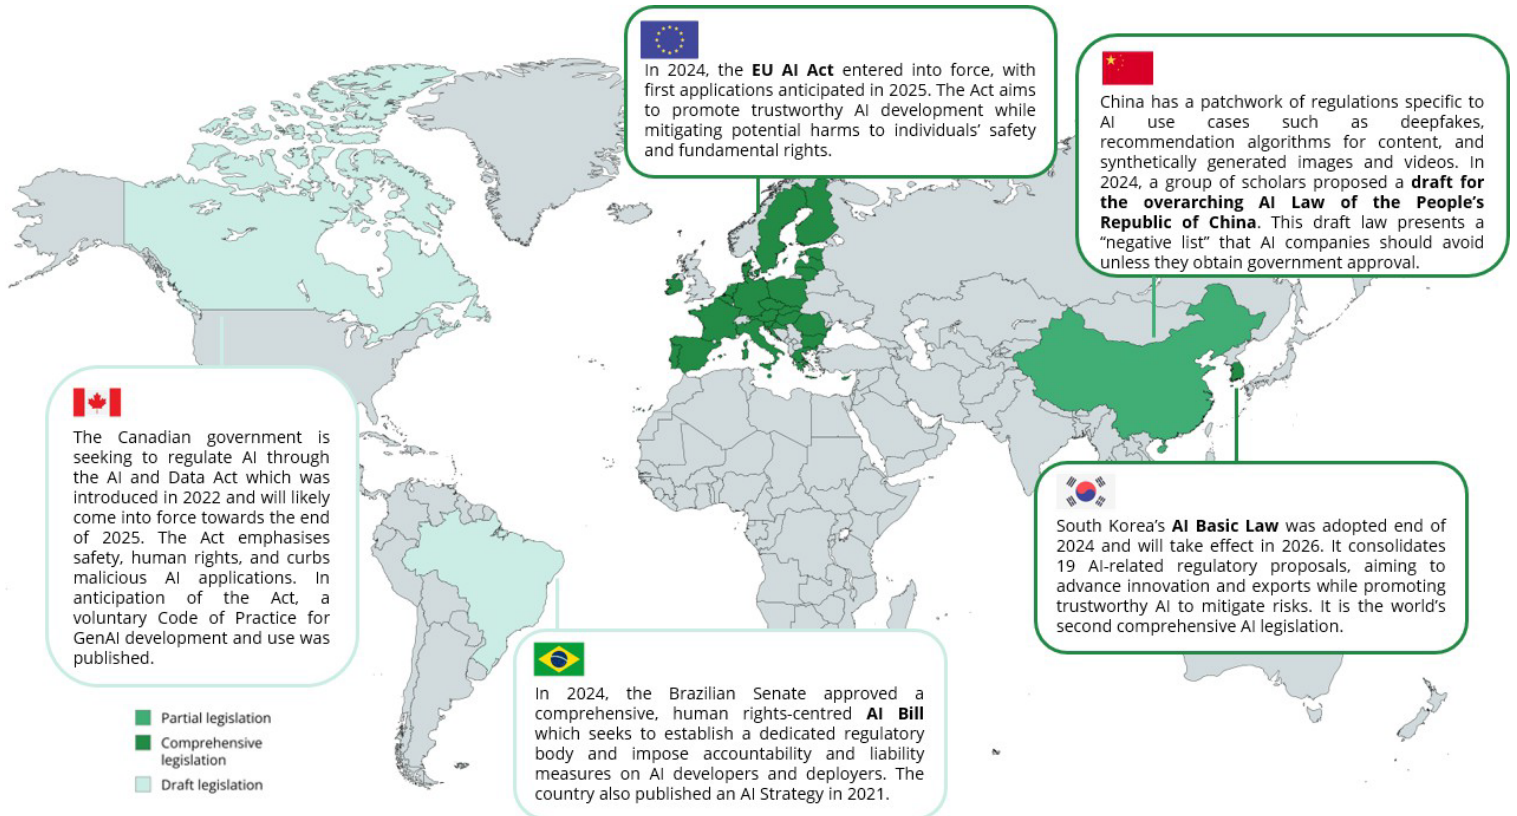 In 2024, the EU AI Act entered into force, with
first applications anticipated in 2025. The Act aims
to promote trustworthy AI development while
mitigating potential harms to individuals’ safety
and fundamental rights.
China has a patchwork of regulations specific to
AI use cases such as deepfakes,
recommendation algorithms for content, and
synthetically generated images and videos. In
2024, a group of scholars proposed a draft for
the overarching AI Law of the People’s
Republic of China. This draft law presents a
“negative list” that AI companies should avoid
unless they obtain government approval.
The Canadian government is
seeking to regulate AI through
the AI and Data Act which was
introduced in 2022 and will likely
come into force towards the end
of 2025. The Act emphasises
safety, human rights, and curbs
malicious AI applications. In
anticipation of the Act, a
voluntary Code of Practice for
GenAI development and use was
published.
South Korea’s AI Basic Law was adopted end of
2024 and will take effect in 2026. It consolidates
19 AI-related regulatory proposals, aiming to
advance innovation and exports while promoting
trustworthy AI to mitigate risks. It is the world’s
second comprehensive AI legislation.
In 2024, the Brazilian Senate approved a
comprehensive, human rights-centred AI Bill
which seeks to establish a dedicated regulatory
body and impose accountability and liability
measures on AI developers and deployers. The
country also published an AI Strategy in 2021.
Partial legislation
Comprehensive
legislation
Draft legislation